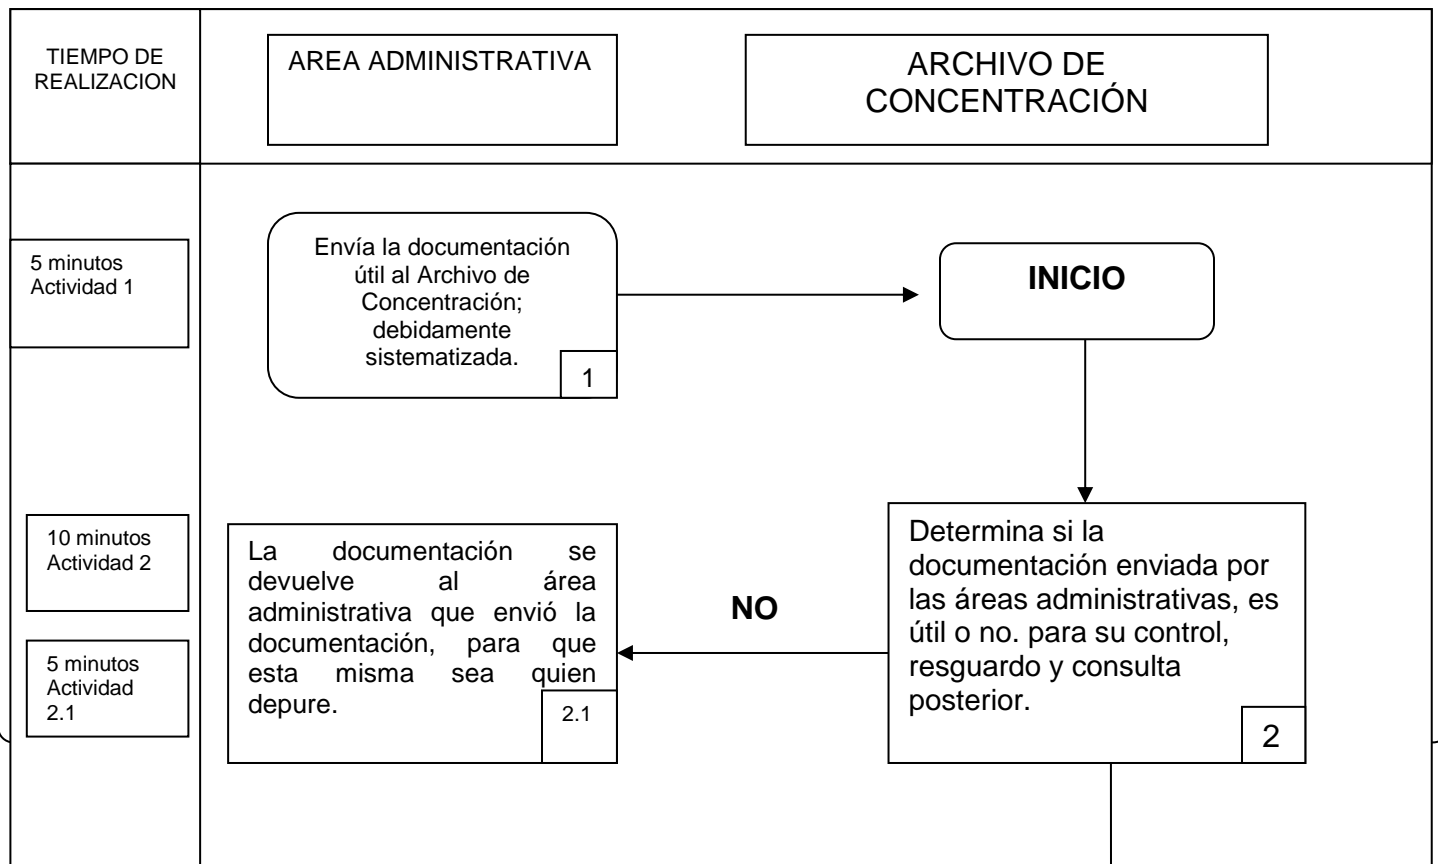 TIEMPO DE
REALIZACION
AREA ADMINISTRATIVA
ARCHIVO DE
CONCENTRACIÓN
5 minutos
Actividad 1
Envía la documentación
útil al Archivo de
Concentración;
debidamente
sistematizada.
1
INICIO
10 minutos
Actividad 2
5 minutos
Actividad
2.1
La documentación se
devuelve al área
administrativa que envió la
documentación, para que
esta misma sea quien
depure.
2.1
NO
Determina si la
documentación enviada por
las áreas administrativas, es
útil o no. para su control,
resguardo y consulta
posterior.
2